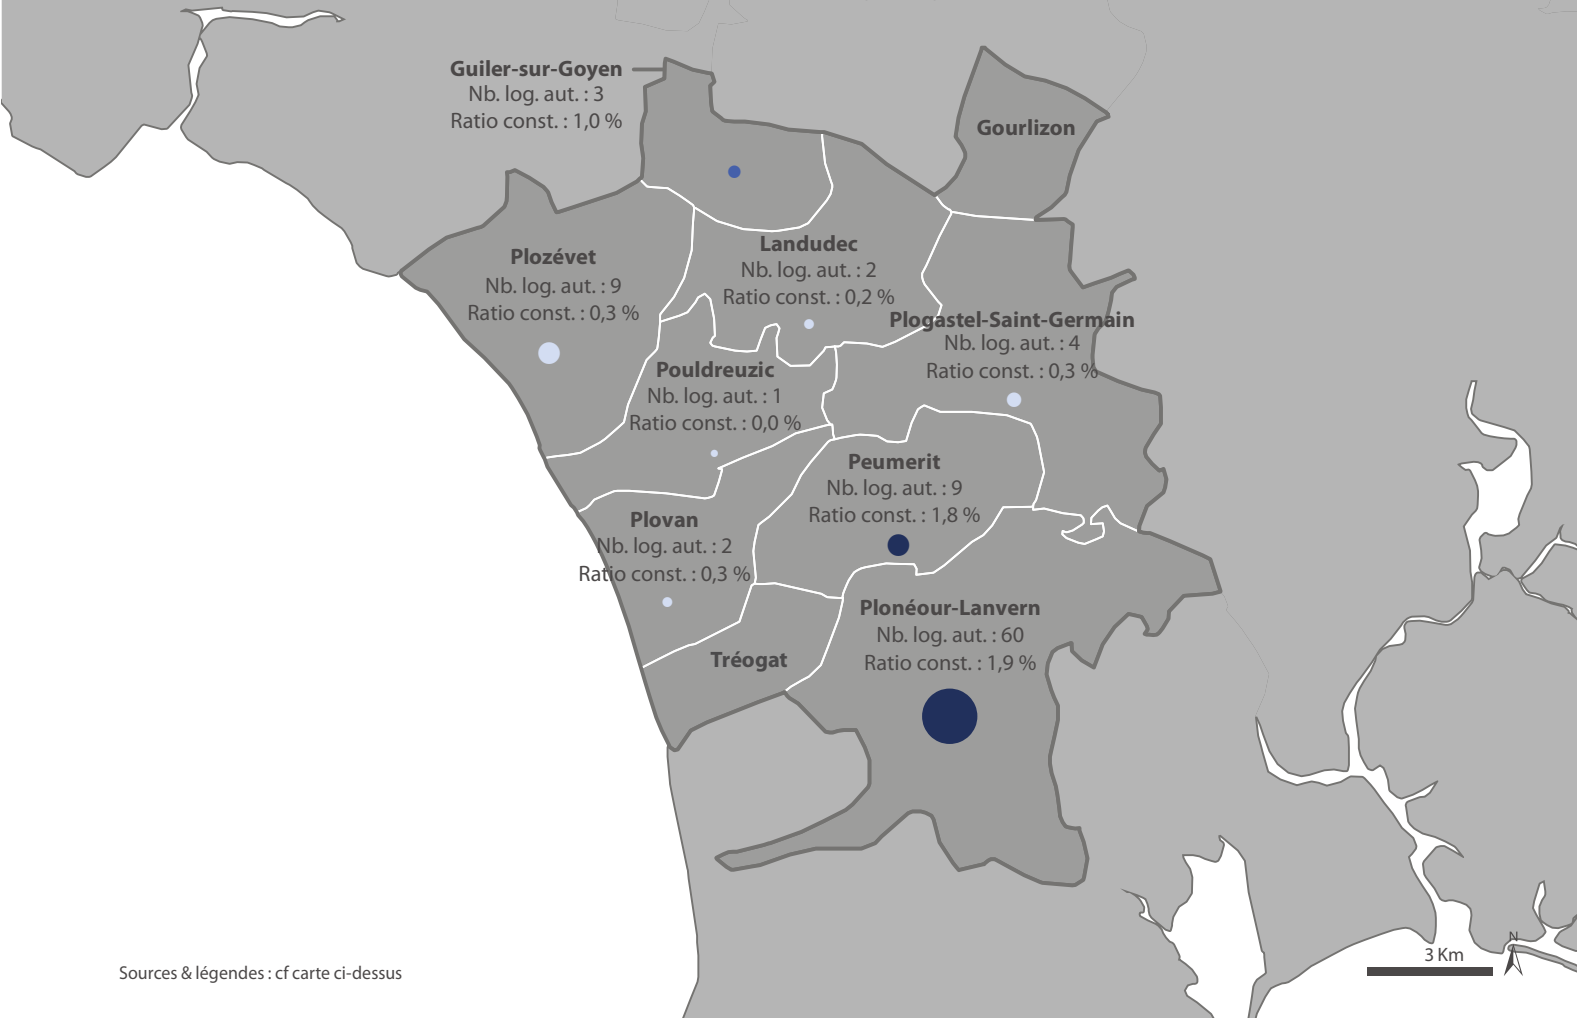 Guiler-sur-Goyen
Nb. log. aut. : 3
Ratio const. : 1,0 %
Gourlizon
Plozévet
Nb. log. aut. : 9
Ratio const. : 0,3 %
Landudec
Nb. log. aut. : 2
Ratio const. : 0,2 %
Plogastel-Saint-Germain
Nb. log. aut. : 4
Ratio const. : 0,3 %
Pouldreuzic
Nb. log. aut. : 1
Ratio const. : 0,0 %
Peumerit
Nb. log. aut. : 9
Ratio const. : 1,8 %
Plovan
Nb. log. aut. : 2
Ratio const. : 0,3 %
Plonéour-Lanvern
Nb. log. aut. : 60
Ratio const. : 1,9 %
Tréogat
N
3 Km
Sources & légendes : cf carte ci-dessus